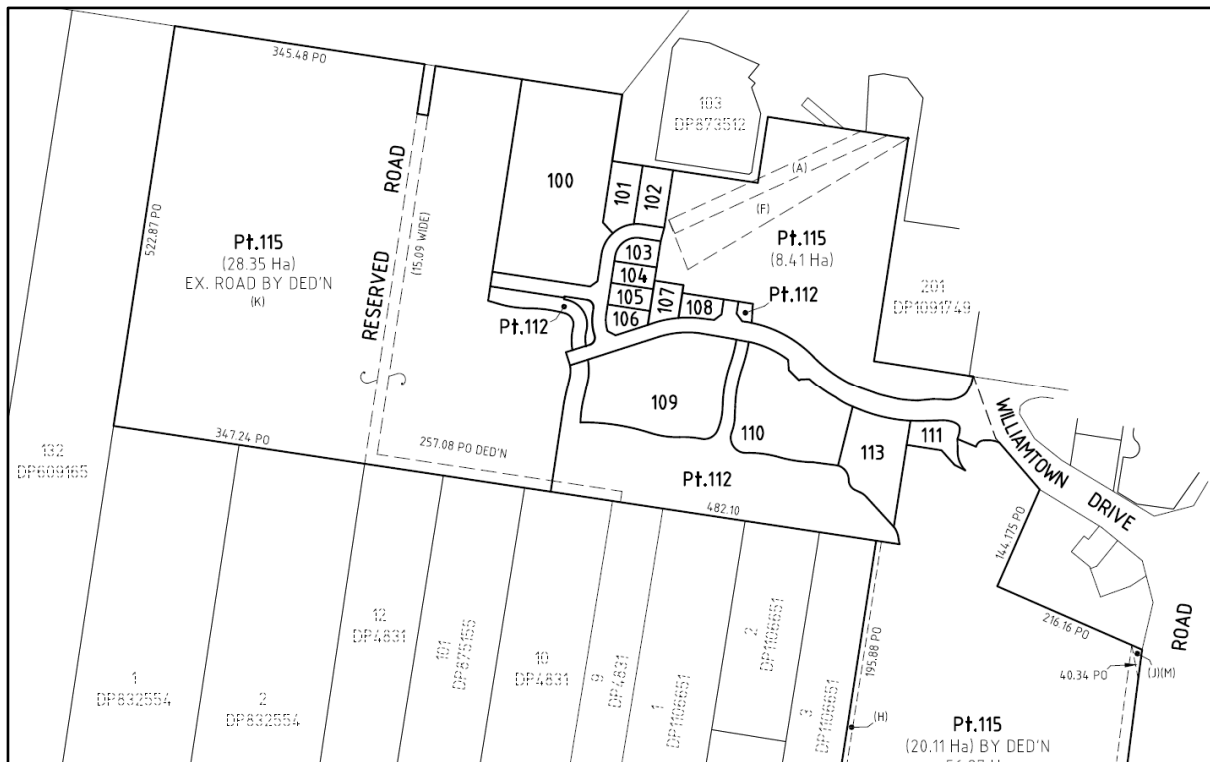 345.48 PO
103
DP873512
(A)
(F)
100
101
102
522.87 PO
Pt.115
(28.35 Ha)
EX. ROAD BY DED'N
(K)
RESERVED ROAD
(15.09 WIDE)
Pt.115
(8.41 Ha)
103
104
105
106
107
108
Pt.112
Pt.112
201
DP1091749
109
110
113
111
WILLIAMTOWN DRIVE
347.24 PO
257.08 PO DED'N
Pt.112
482.10
132
DP609165
144.175 PO
216.16 PO
ROAD
40.34 PO
(J)(M)
195.88 PO
(H)
1
DP832554
2
DP832554
12
DP4831
101
DP875155
10
DP4831
9
DP4831
1
DP1106651
2
DP1106651
3
DP1106651
Pt.115
(20.11 Ha) BY DED'N